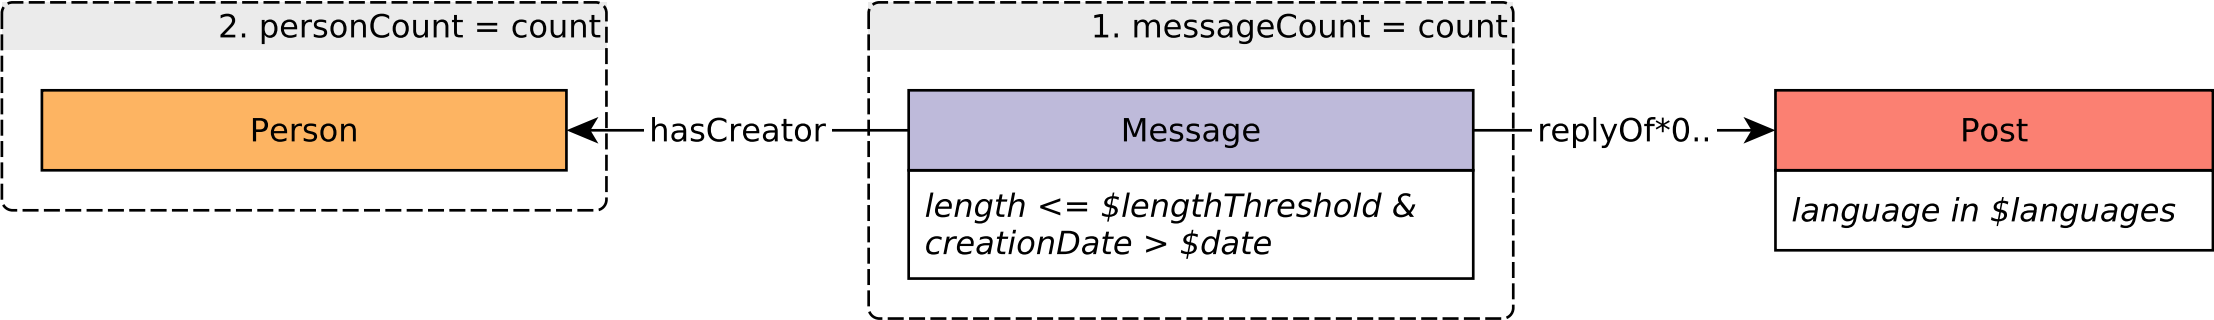 2. personCount = count
Person
hasCreator
1. messageCount = count
Message
length <= $lengthThreshold &
creationDate > $date
replyOf*0..
Post
language in $languages